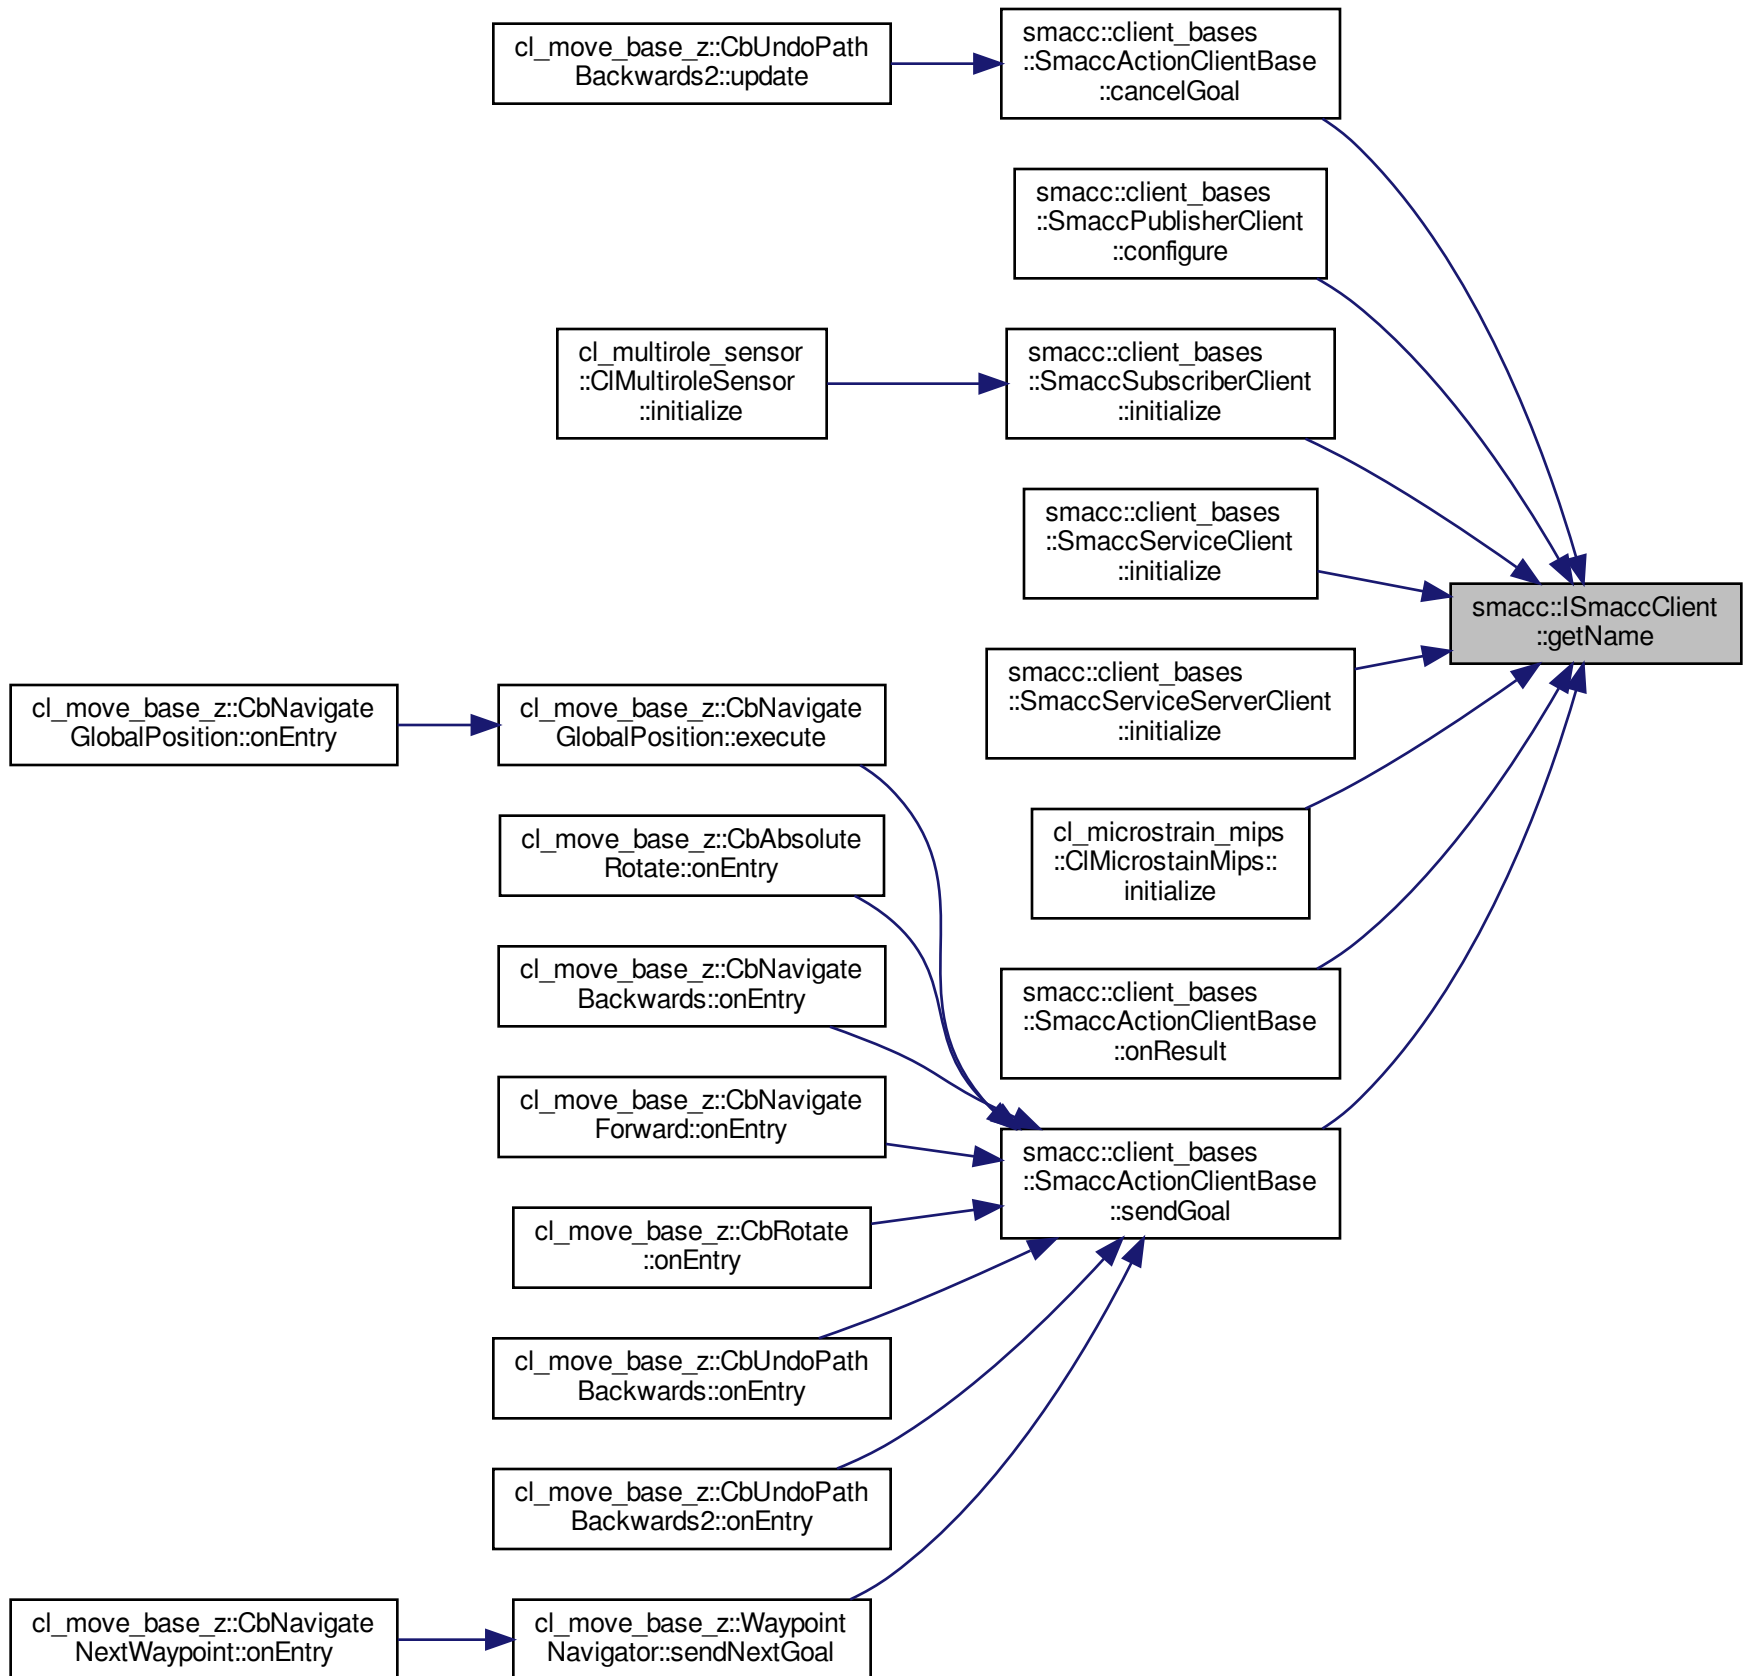 cl_move_base_z::CbUndoPath
Backwards2::update
smacc::client_bases
::SmaccActionClientBase
::cancelGoal
smacc::client_bases
::SmaccPublisherClient
::configure
cl_multirole_sensor
::ClMultiroleSensor
::initialize
smacc::client_bases
::SmaccSubscriberClient
::initialize
smacc::client_bases
::SmaccServiceClient
::initialize
smacc::ISmaccClient
::getName
smacc::client_bases
::SmaccServiceServerClient
::initialize
cl_move_base_z::CbNavigate
GlobalPosition::onEntry
cl_move_base_z::CbNavigate
GlobalPosition::execute
cl_microstrain_mips
::ClMicrostainMips::
initialize
cl_move_base_z::CbAbsolute
Rotate::onEntry
cl_move_base_z::CbNavigate
Backwards::onEntry
smacc::client_bases
::SmaccActionClientBase
::onResult
cl_move_base_z::CbNavigate
Forward::onEntry
smacc::client_bases
::SmaccActionClientBase
::sendGoal
cl_move_base_z::CbRotate
::onEntry
cl_move_base_z::CbUndoPath
Backwards::onEntry
cl_move_base_z::CbUndoPath
Backwards2::onEntry
cl_move_base_z::CbNavigate
NextWaypoint::onEntry
cl_move_base_z::Waypoint
Navigator::sendNextGoal